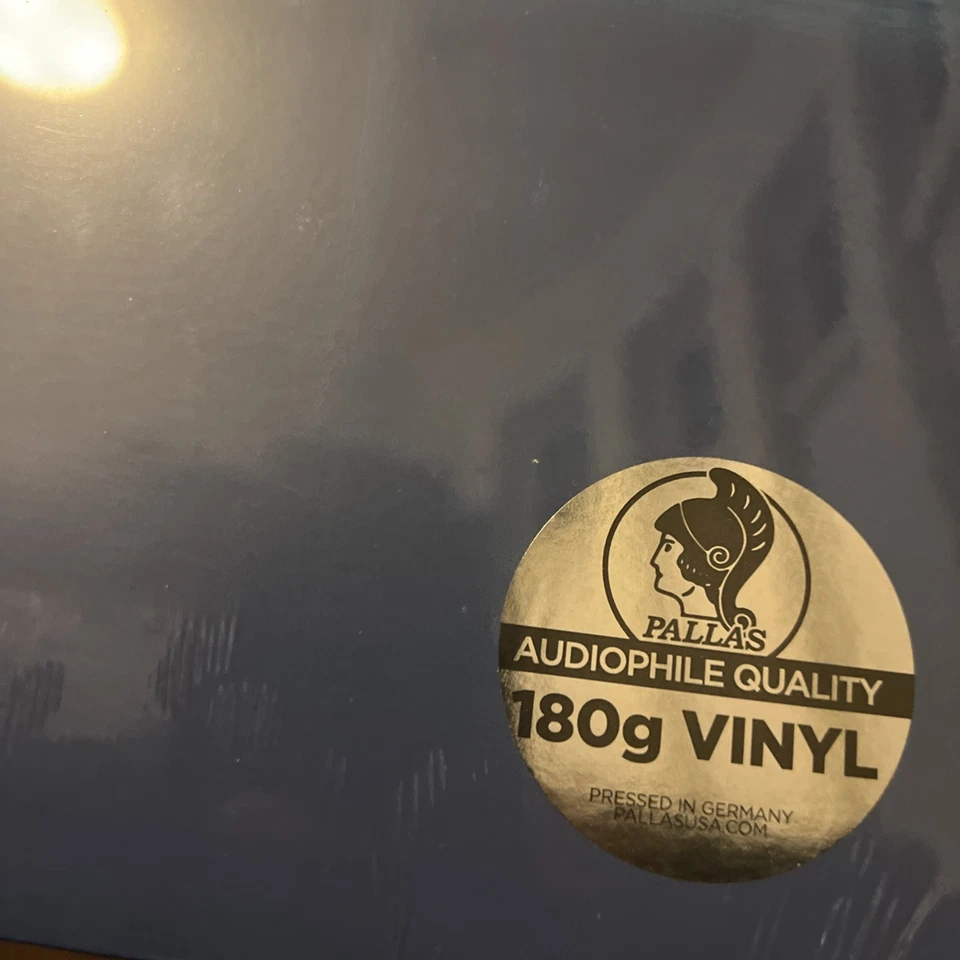 PALLAS
AUDIOPHILE QUALITY
180g VINYL
PRESSED IN GERMANY
PALLASUSA.COM